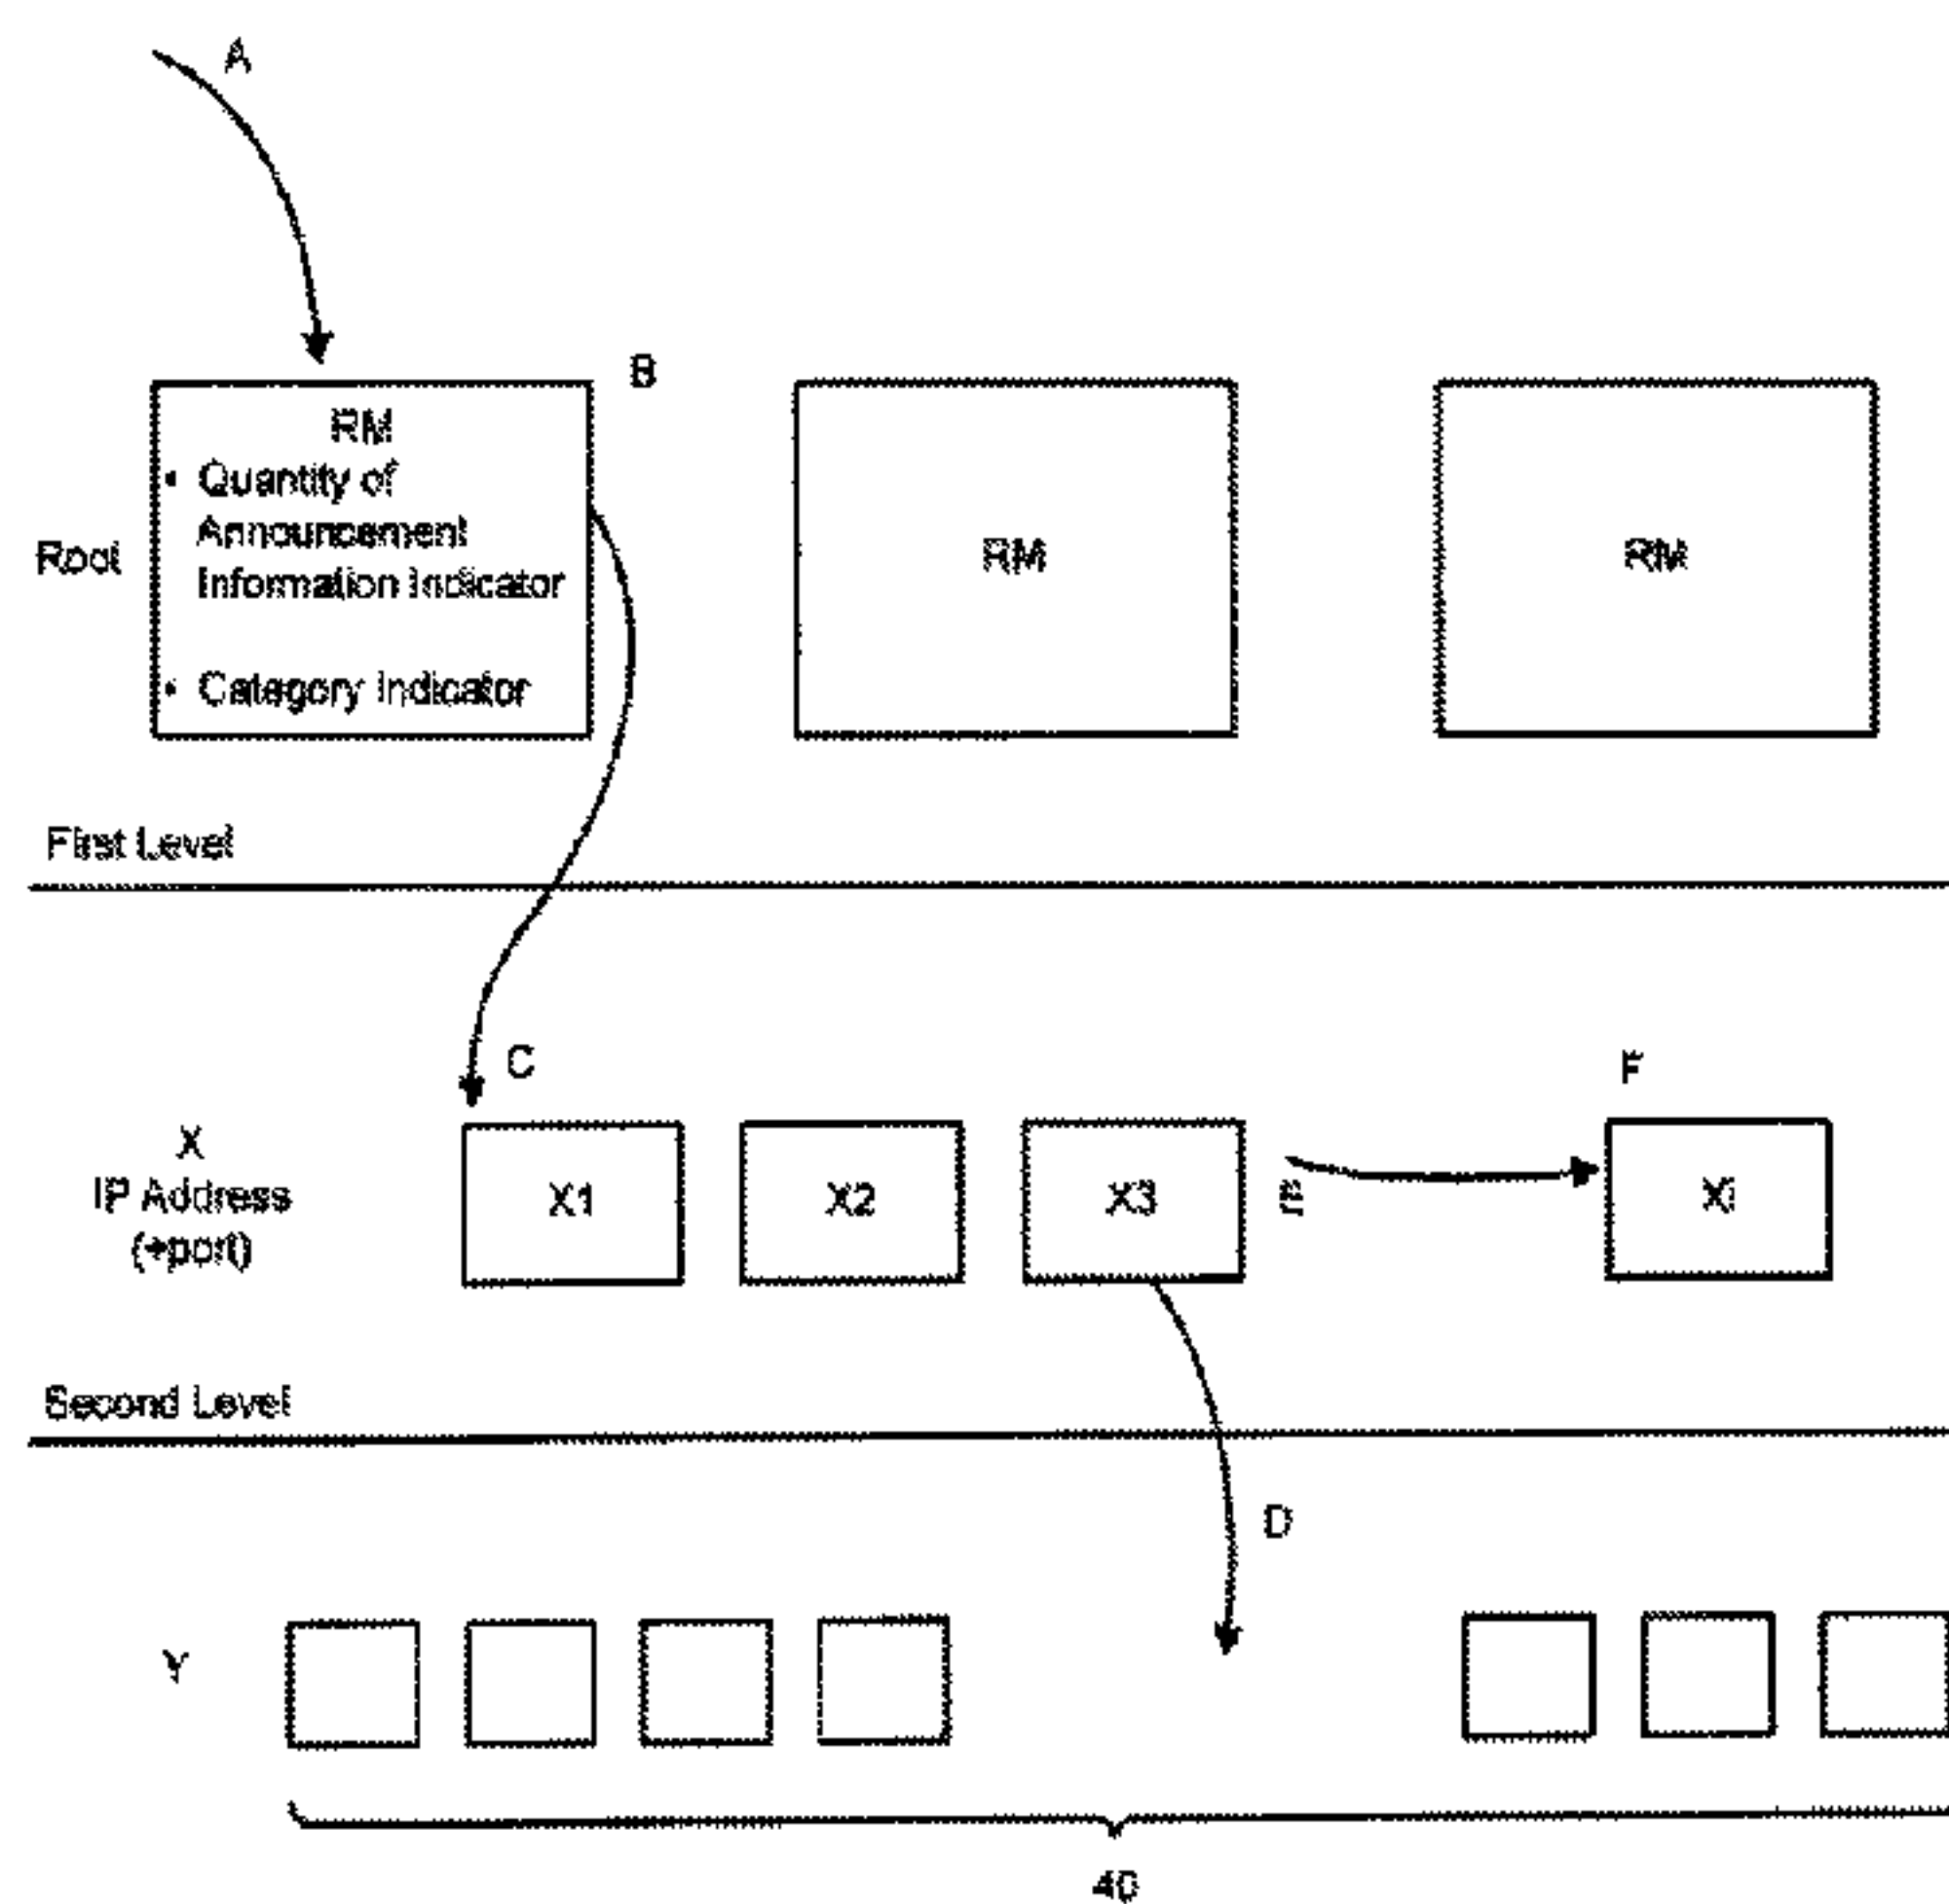 A
B
RM
• Quantity of
Announcement
Information Indicator
• Category Indicator
Root
RM
RM
First Level
C
F
X
IP Address
(+port)
X1
X2
X3
E
Xi
Second Level
D
Y
40